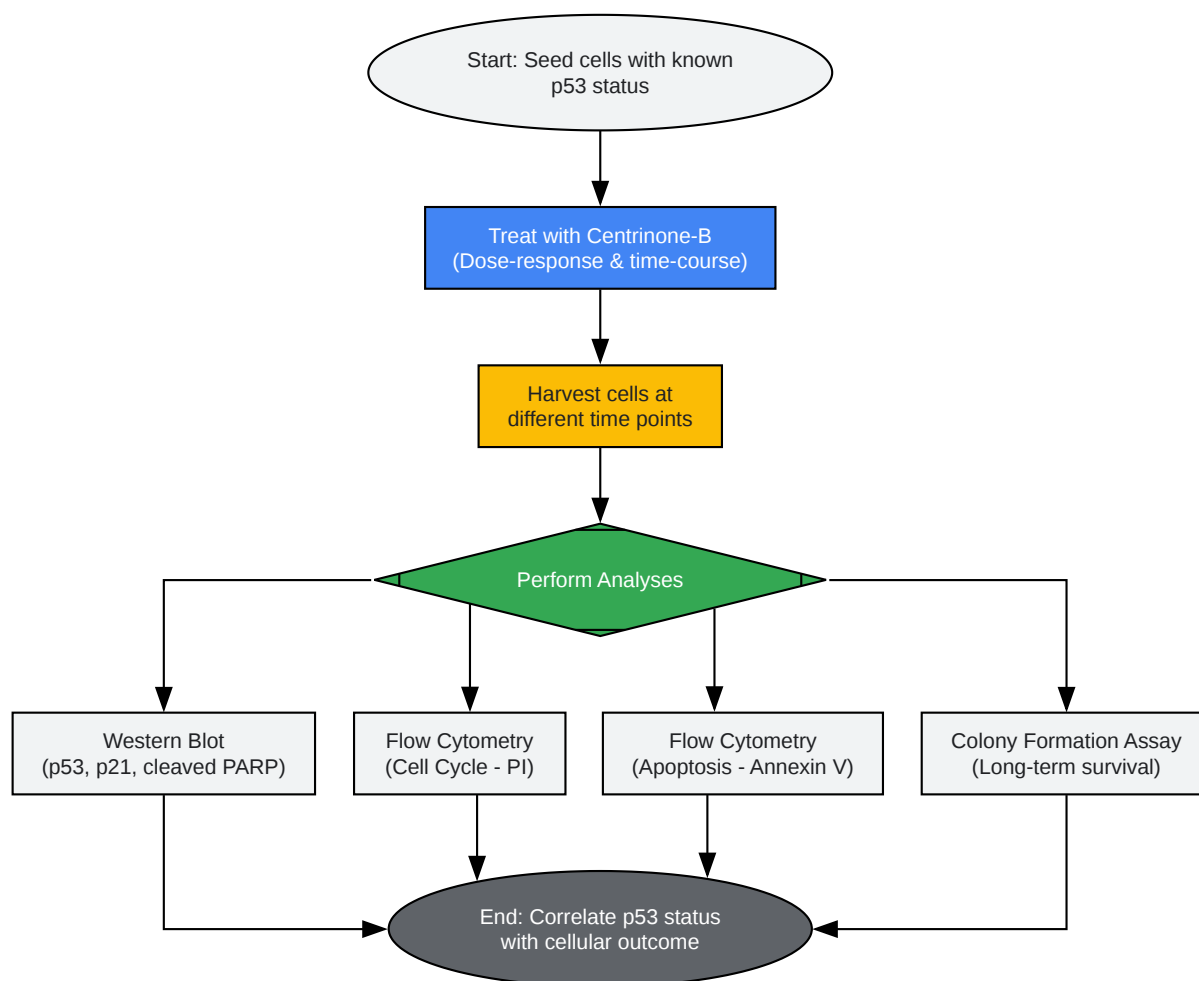 Start: Seed cells with known
p53 status
Treat with Centrinone-B
(Dose-response & time-course)
Harvest cells at
different time points
Perform Analyses
Western Blot
(p53, p21, cleaved PARP)
Flow Cytometry
(Cell Cycle - PI)
Flow Cytometry
(Apoptosis - Annexin V)
Colony Formation Assay
(Long-term survival)
End: Correlate p53 status
with cellular outcome